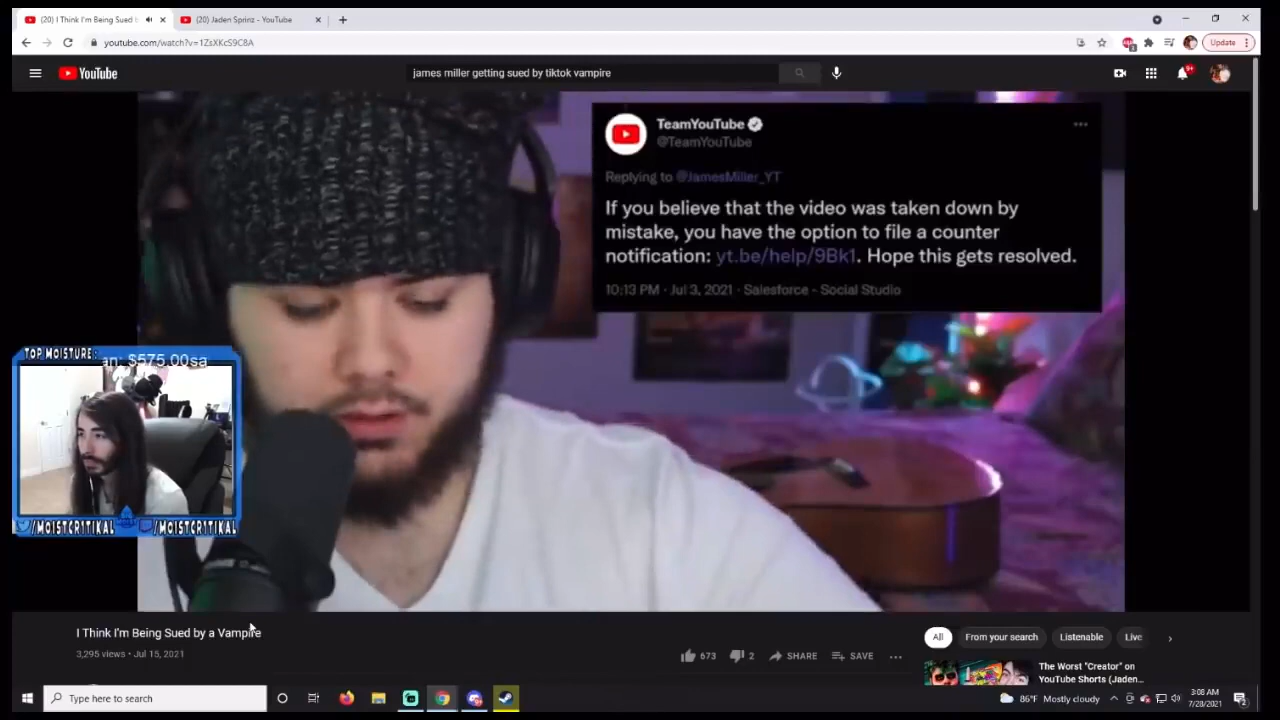 (20) I Think I'm Being Sued b
(20) Jaden Sprinz - YouTube
youtube.com/watch?v=1ZsXKcS9C8A
Update
YouTube
james miller getting sued by tiktok vampire
9+
TeamYouTube
@TeamYouTube
Replying to @JamesMiller_YT
If you believe that the video was taken down by
mistake, you have the option to file a counter
notification: yt.be/help/9Bk1. Hope this gets resolved.
10:13 PM · Jul 3, 2021 · Salesforce - Social Studio
TOP MOISTURE:
an: $575.00sa
/MOISTCR1TIKAL
/MOISTCR1TIKAL
I Think I'm Being Sued by a Vampire
3,295 views • Jul 15, 2021
673
2
SHARE
SAVE
All
From your search
Listenable
Live
The Worst "Creator" on
YouTube Shorts (Jaden...
Type here to search
86°F Mostly cloudy
3:08 AM
7/28/2021